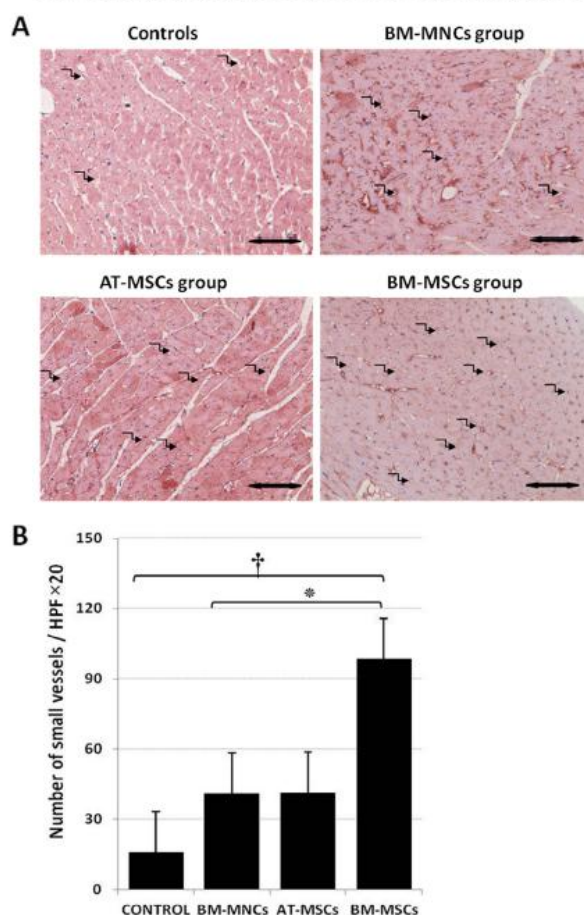 A
Controls
BM-MNCs group
AT-MSCs group
BM-MSCs group
B
Number of small vessels / HPF ×20
150
120
90
60
30
0
✢
*
CONTROL BM-MNCs AT-MSCs BM-MSCs